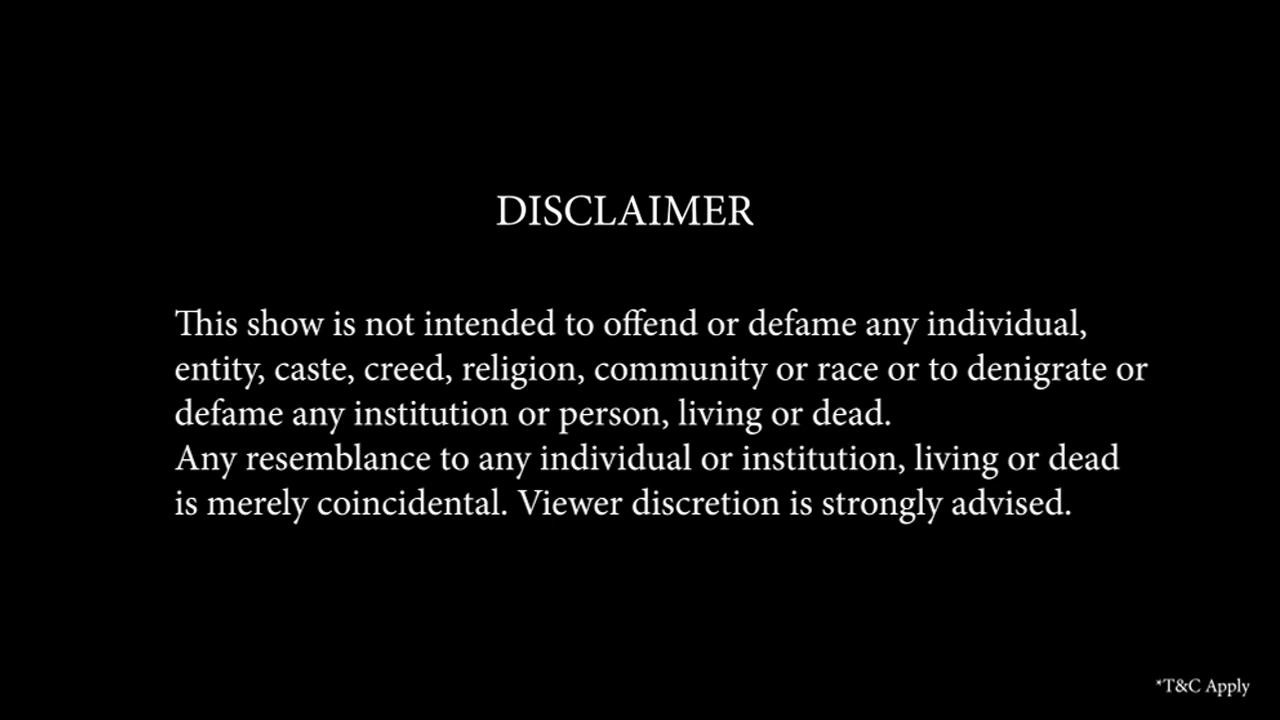 DISCLAIMER
This show is not intended to offend or defame any individual,
entity, caste, creed, religion, community or race or to denigrate or
defame any institution or person, living or dead.
Any resemblance to any individual or institution, living or dead
is merely coincidental. Viewer discretion is strongly advised.
*T&C Apply